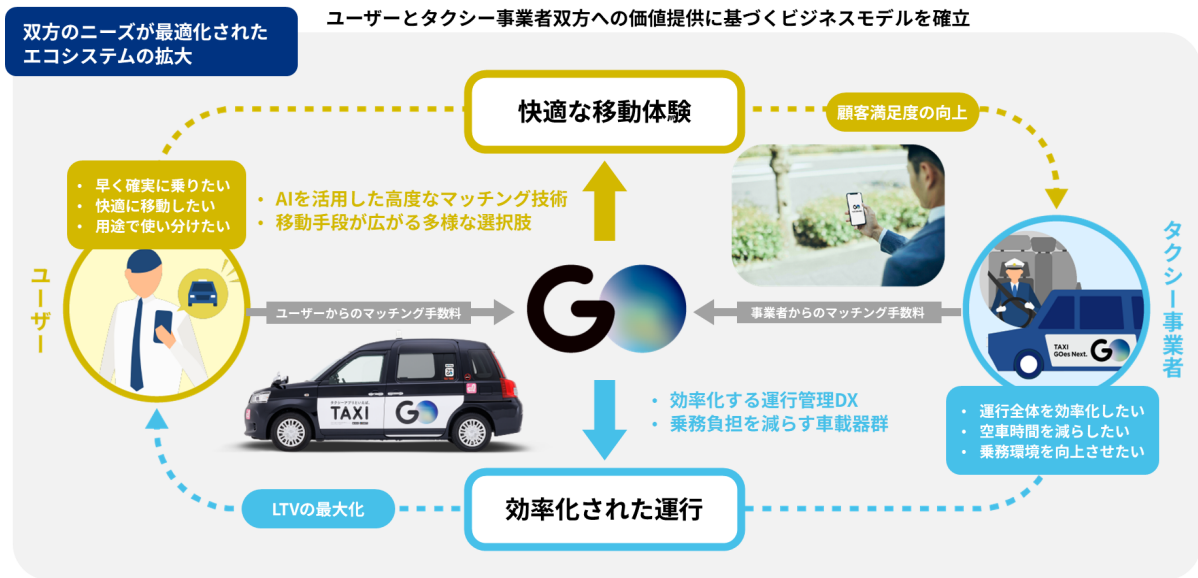 ユーザーとタクシー事業者双方への価値提供に基づくビジネスモデルを確立
双方のニーズが最適化された
エコシステムの拡大
快適な移動体験
顧客満足度の向上
・ 早く確実に乗りたい
・ 快適に移動したい
・ 用途で使い分けたい
・ AIを活用した高度なマッチング技術
・ 移動手段が広がる多様な選択肢
GO
ユーザー
タクシー事業者
ユーザーからのマッチング手数料
GO
事業者からのマッチング手数料
TAXI
GOes Next.
GO
TAXI
GO
・ 効率化する運行管理DX
・ 乗務負担を減らす車載器群
・ 運行全体を効率化したい
・ 空車時間を減らしたい
・ 乗務環境を向上させたい
LTVの最大化
効率化された運行